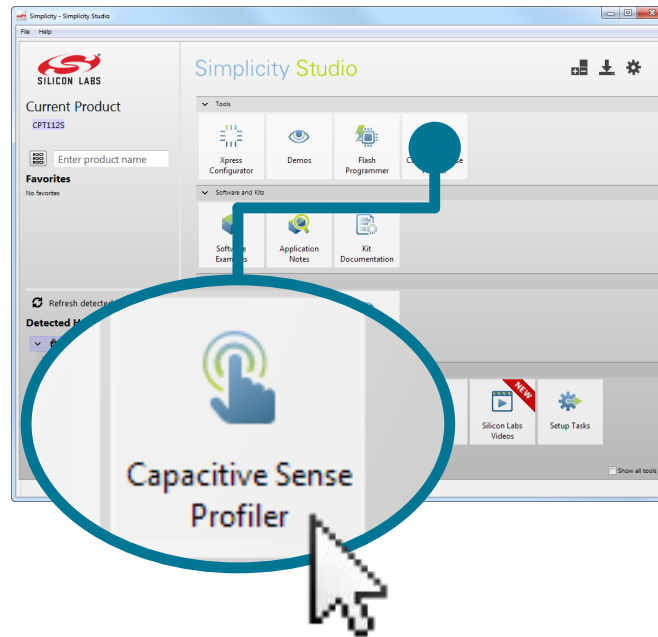 Simplicity - Simplicity Studio
File Help
SILICON LABS
Simplicity Studio
Current Product
CPT112S
Enter product name
Favorites
No favorites
Tools
Xpress
Configurator
Demos
Flash
Programmer
Software and Kits
Application
Notes
Kit
Documentation
Refresh detected
Detected
Capacitive Sense
Profiler
NEW
Silicon Labs
Videos
Setup Tasks
Show all tools